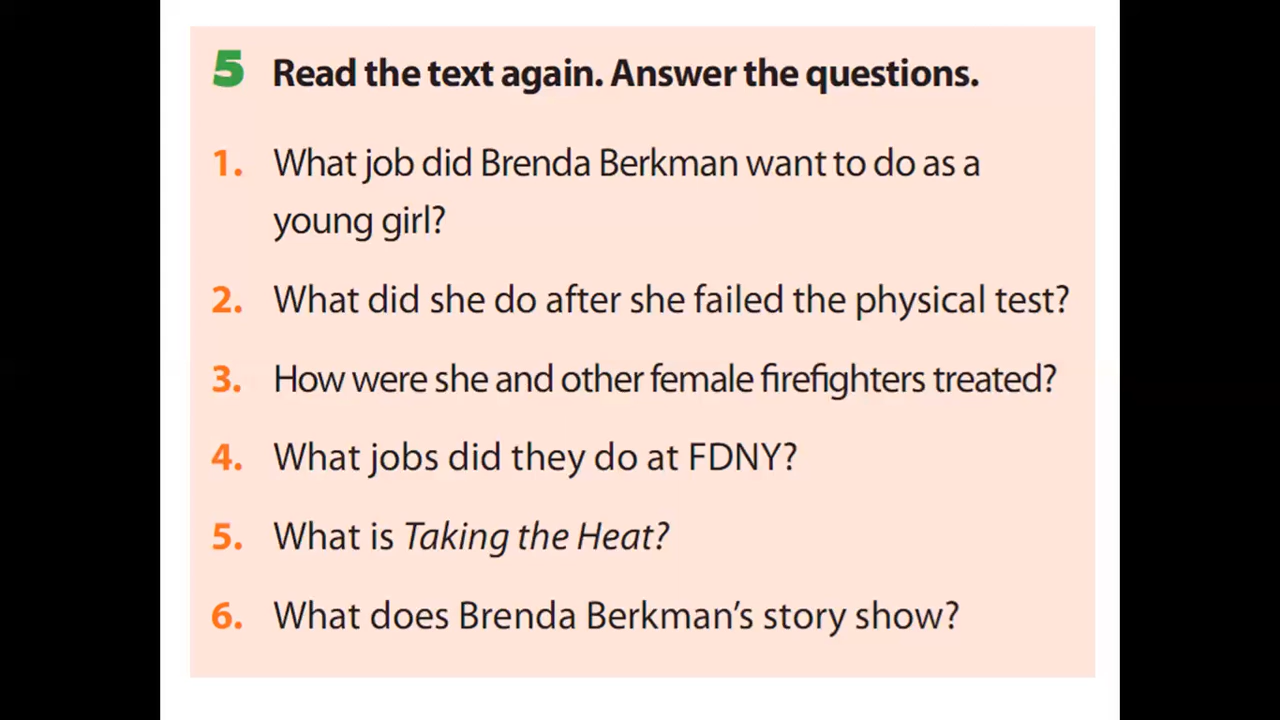 5 Read the text again. Answer the questions.
1. What job did Brenda Berkman want to do as a
young girl?
2. What did she do after she failed the physical test?
3. How were she and other female firefighters treated?
4. What jobs did they do at FDNY?
5. What is Taking the Heat?
6. What does Brenda Berkman’s story show?